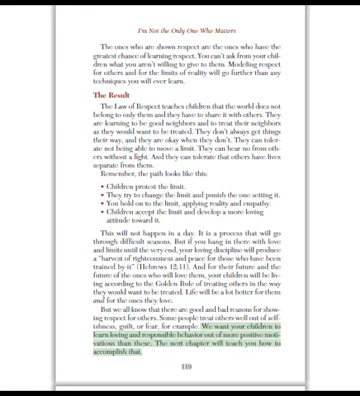 I'm Not the Only One Who Matters
The ones who are shown respect are the ones who have the
greatest chance of learning respect. You can't ask from your chil-
dren what you aren't willing to give to them. Modeling respect
for others and for the limits of reality will go further than any
techniques you will ever learn.
The Result
The Law of Respect teaches children that the world does not
belong to only them and they have to share it with others. They
are learning to be good neighbors and to treat their neighbors
as they would want to be treated. They don't always get things
their way, and they are okay when they don't. They can toler-
ate not being able to move a limit. They can hear no from oth-
ers without a fight. And they can tolerate that others have lives
separate from them.
Remember, the path looks like this:
• Children protest the limit.
• They try to change the limit and punish the one setting it.
• You hold on to the limit, applying reality and empathy.
• Children accept the limit and develop a more loving
attitude toward it.
This will not happen in a day. It is a process that will go
through difficult seasons. But if you hang in there with love
and limits until the very end, your loving discipline will produce
a "harvest of righteousness and peace for those who have been
trained by it" (Hebrews 12:11). And for their future and the
future of the ones who will love them, your children will be liv-
ing according to the Golden Rule of treating others in the way
they would want to be treated. Life will be a lot better for them
and for the ones they love.
But we all know that there are good and bad reasons for show-
ing respect for others. Some people treat others well out of self-
ishness, guilt, or fear, for example. We want your children to
learn loving and responsible behavior out of more positive moti-
vations than these. The next chapter will teach you how to
accomplish that.
119